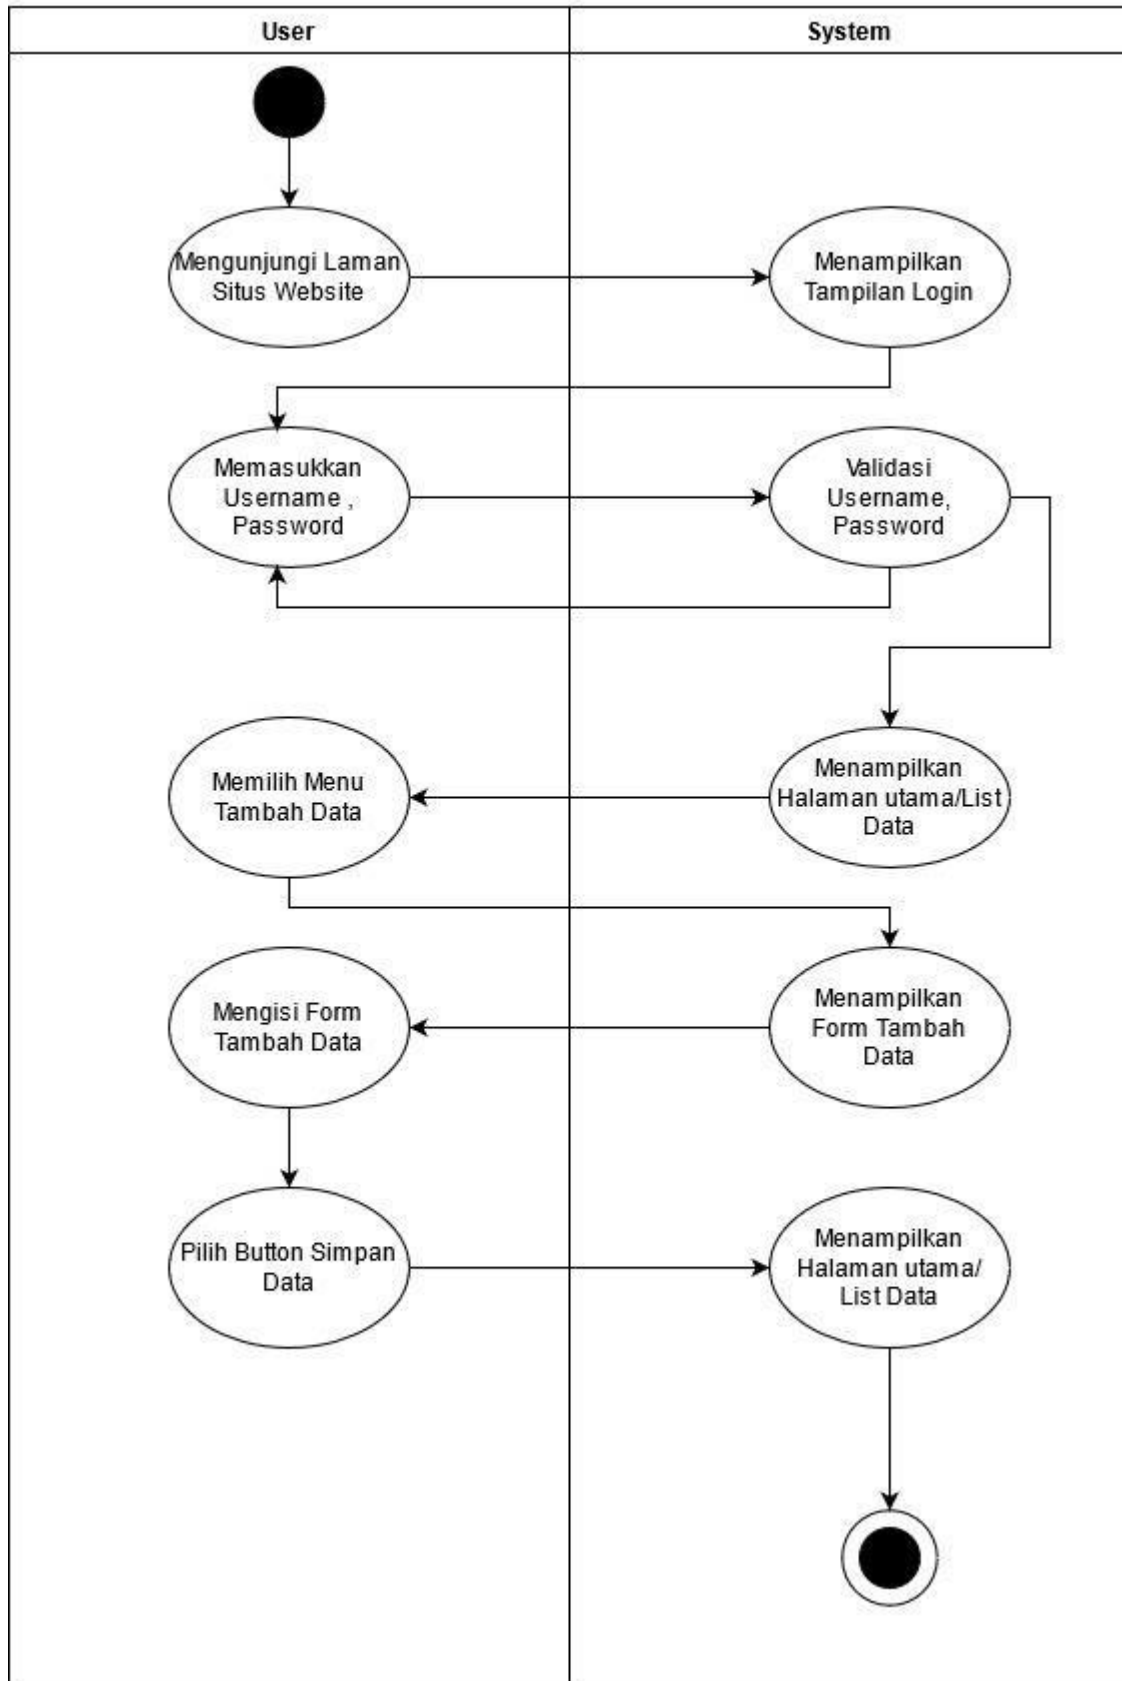 User
System
Mengunjungi Laman
Situs Website
Menampilkan
Tampilan Login
Memasukkan
Username ,
Password
Validasi
Username,
Password
Memilih Menu
Tambah Data
Menampilkan
Halaman utama/List
Data
Mengisi Form
Tambah Data
Menampilkan
Form Tambah
Data
Pilih Button Simpan
Data
Menampilkan
Halaman utama/
List Data